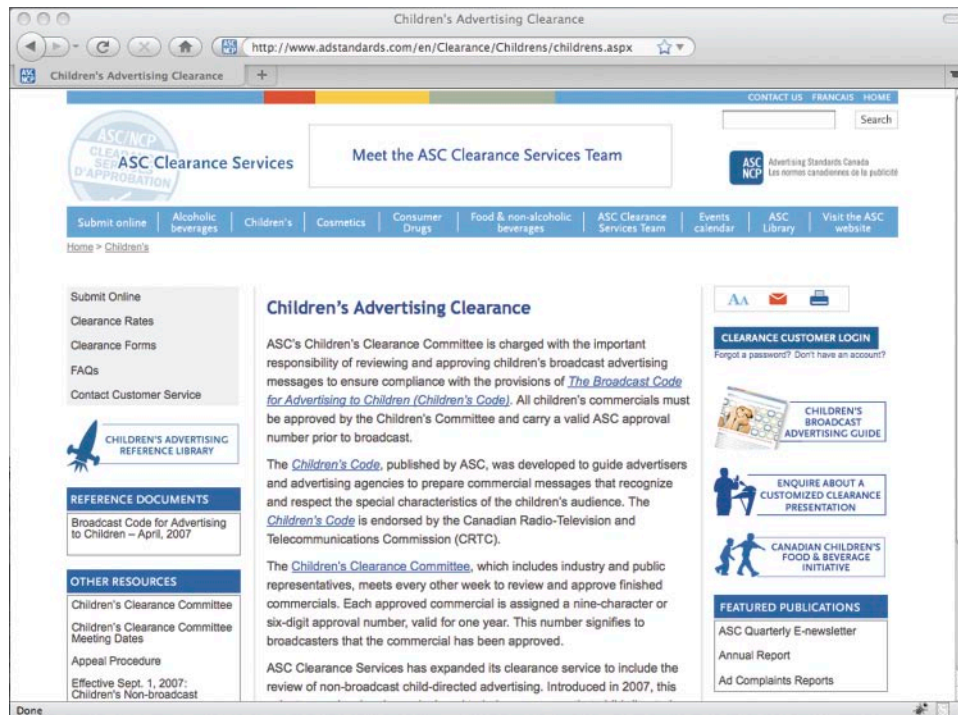 Children's Advertising Clearance
http://www.adstandards.com/en/Clearance/Childrens/childrens.aspx
Children's Advertising Clearance
CONTACT US FRANCAIS HOME
Search
ASC/NCP
D'APPROBATION
ASC Clearance Services
Meet the ASC Clearance Services Team
ASC
NCP
Advertising Standards Canada
Les normes canadiennes de la publicité
Submit online
Alcoholic
beverages
Children's
Cosmetics
Consumer
Drugs
Food & non-alcoholic
beverages
ASC Clearance
Services Team
Events
calendar
ASC
Library
Visit the ASC
website
Home > Children's
Submit Online
Clearance Rates
Clearance Forms
FAQs
Contact Customer Service
CHILDREN'S ADVERTISING
REFERENCE LIBRARY
REFERENCE DOCUMENTS
Broadcast Code for Advertising
to Children – April, 2007
OTHER RESOURCES
Children's Clearance Committee
Children's Clearance Committee
Meeting Dates
Appeal Procedure
Effective Sept. 1, 2007:
Children's Non-broadcast
Children's Advertising Clearance
ASC's Children's Clearance Committee is charged with the important
responsibility of reviewing and approving children's broadcast advertising
messages to ensure compliance with the provisions of The Broadcast Code
for Advertising to Children (Children's Code). All children's commercials must
be approved by the Children's Committee and carry a valid ASC approval
number prior to broadcast.
The Children's Code, published by ASC, was developed to guide advertisers
and advertising agencies to prepare commercial messages that recognize
and respect the special characteristics of the children's audience. The
Children's Code is endorsed by the Canadian Radio-Television and
Telecommunications Commission (CRTC).
The Children's Clearance Committee, which includes industry and public
representatives, meets every other week to review and approve finished
commercials. Each approved commercial is assigned a nine-character or
six-digit approval number, valid for one year. This number signifies to
broadcasters that the commercial has been approved.
ASC Clearance Services has expanded its clearance service to include the
review of non-broadcast child-directed advertising. Introduced in 2007, this
AA
CLEARANCE CUSTOMER LOGIN
Forgot a password? Don't have an account?
CHILDREN'S
BROADCAST
ADVERTISING GUIDE
ENQUIRE ABOUT A
CUSTOMIZED CLEARANCE
PRESENTATION
CANADIAN CHILDREN'S
FOOD & BEVERAGE
INITIATIVE
FEATURED PUBLICATIONS
ASC Quarterly E-newsletter
Annual Report
Ad Complaints Reports
Done